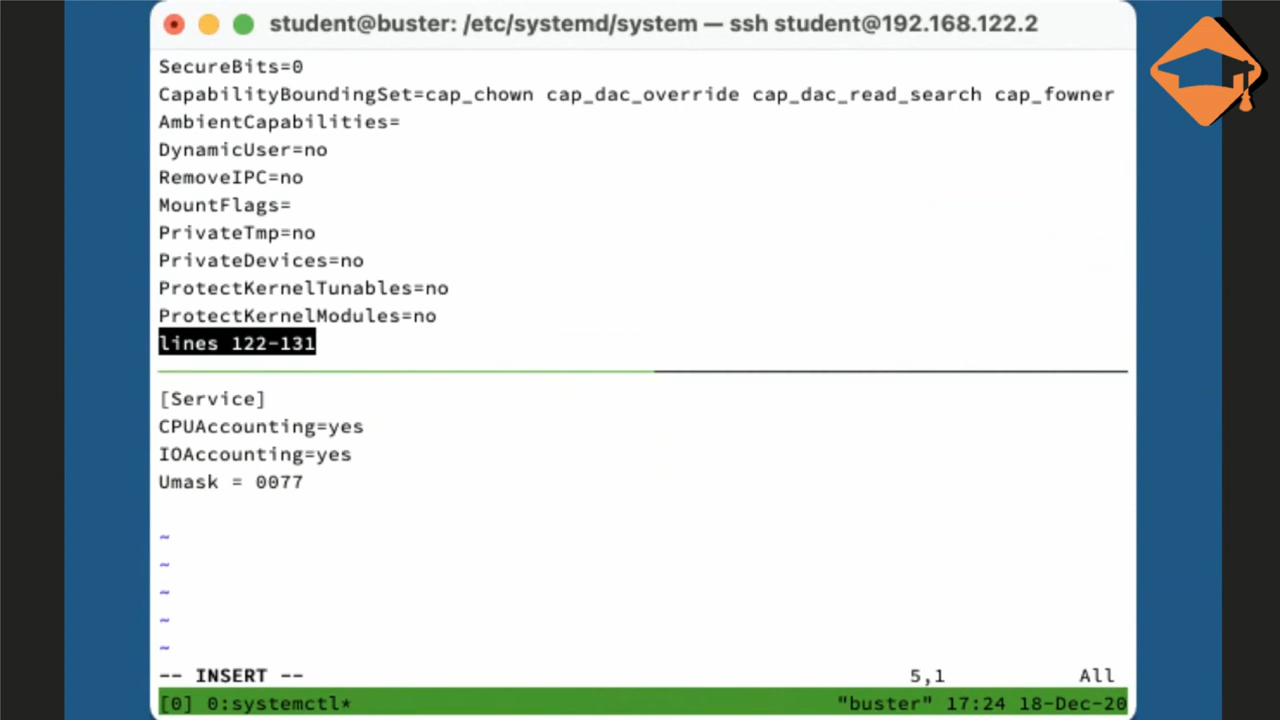 student@buster: /etc/systemd/system — ssh student@192.168.122.2
SecureBits=0
CapabilityBoundingSet=cap_chown cap_dac_override cap_dac_read_search cap_fowner
AmbientCapabilities=
DynamicUser=no
RemoveIPC=no
MountFlags=
PrivateTmp=no
PrivateDevices=no
ProtectKernelTunables=no
ProtectKernelModules=no
lines 122-131
[Service]
CPUAccounting=yes
IOAccounting=yes
Umask = 0077
~
~
~
~
~
-- INSERT -- 5,1 All
[0] 0:systemctl* "buster" 17:24 18-Dec-20